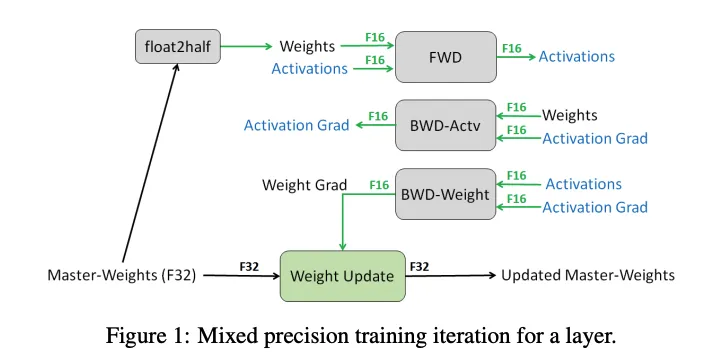 float2half
Weights
F16
Activations
F16
FWD
F16
Activations
Activation Grad
F16
BWD-Actv
F16
Weights
F16
Activation Grad
Weight Grad
F16
BWD-Weight
F16
Activations
F16
Activation Grad
Master-Weights (F32)
F32
Weight Update
F32
Updated Master-Weights
Figure 1: Mixed precision training iteration for a layer.